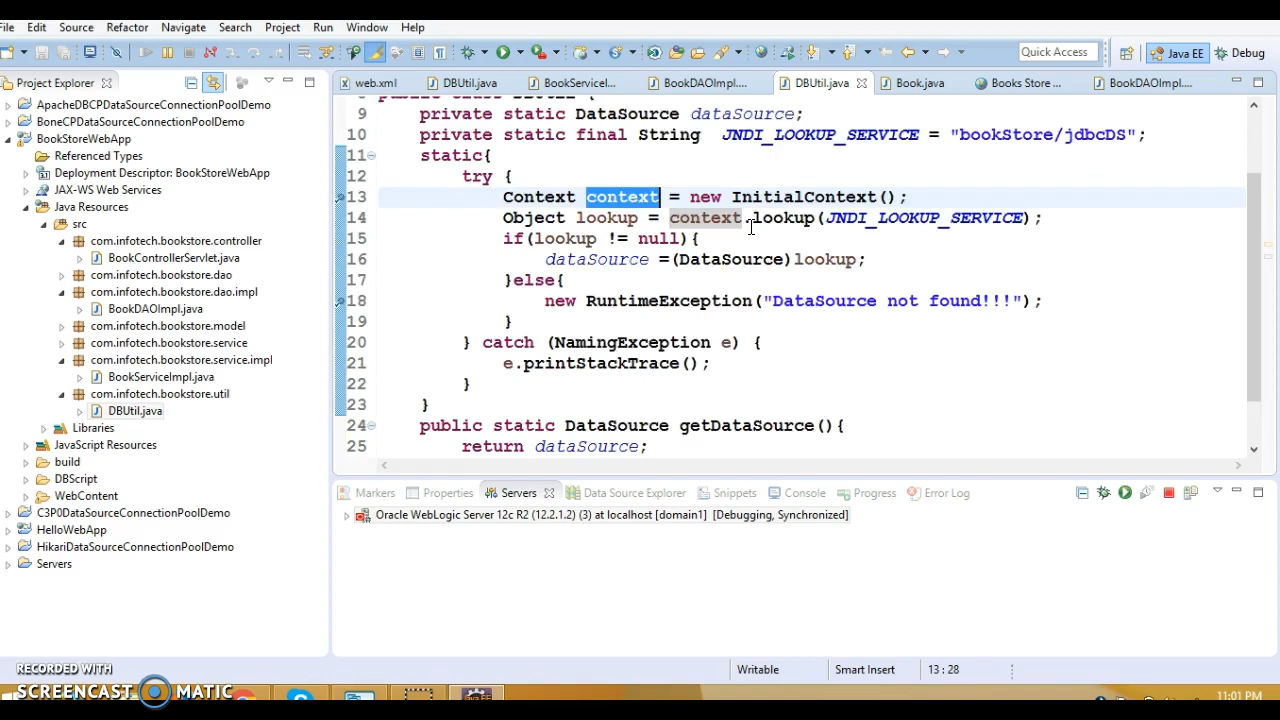 File Edit Source Refactor Navigate Search Project Run Window Help
Quick Access Java EE Debug
Project Explorer
web.xml DBUtil.java BookServiceI... BookDAOImpl.... DBUtil.java Book.java Books Store ... BookDAOImpl....
ApacheDBCPDataSourceConnectionPoolDemo
BoneCPDataSourceConnectionPoolDemo
BookStoreWebApp
Referenced Types
Deployment Descriptor: BookStoreWebApp
JAX-WS Web Services
Java Resources
src
com.infotech.bookstore.controller
BookControllerServlet.java
com.infotech.bookstore.dao
com.infotech.bookstore.dao.impl
BookDAOImpl.java
com.infotech.bookstore.model
com.infotech.bookstore.service
com.infotech.bookstore.service.impl
BookServiceImpl.java
com.infotech.bookstore.util
DBUtil.java
Libraries
JavaScript Resources
build
DBScript
WebContent
C3P0DataSourceConnectionPoolDemo
HelloWebApp
HikariDataSourceConnectionPoolDemo
Servers
9 private static DataSource dataSource;
10 private static final String JNDI_LOOKUP_SERVICE = "bookStore/jdbcDS";
11 static{
12 try {
13 Context context = new InitialContext();
14 Object lookup = context.lookup(JNDI_LOOKUP_SERVICE);
15 if(lookup != null){
16 dataSource =(DataSource)lookup;
17 }else{
18 new RuntimeException("DataSource not found!!!");
19 }
20 } catch (NamingException e) {
21 e.printStackTrace();
22 }
23 }
24 public static DataSource getDataSource(){
25 return dataSource;
Markers Properties Servers Data Source Explorer Snippets Console Progress Error Log
Oracle WebLogic Server 12c R2 (12.2.1.2) (3) at localhost [domain1] [Debugging, Synchronized]
Writable Smart Insert 13 : 28
RECORDED WITH
SCREENCAST MATIC
11:01 PM